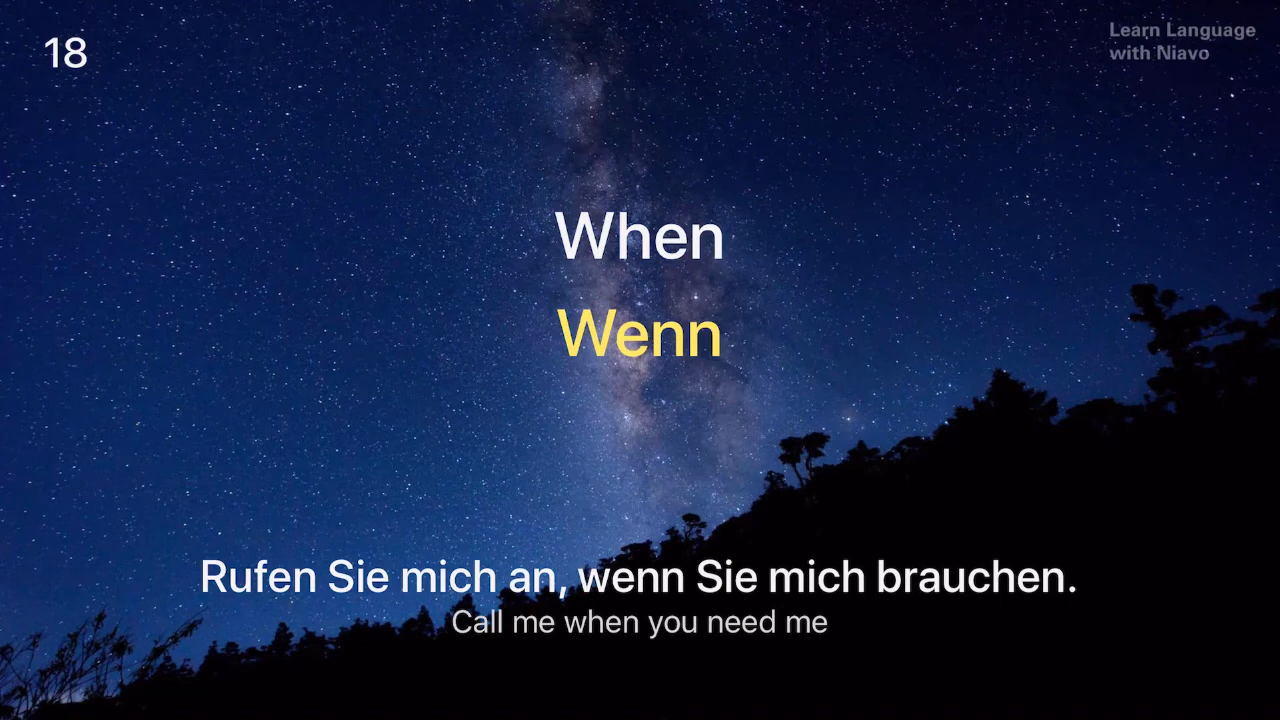 18
Learn Language
with Niavo
When
Wenn
Rufen Sie mich an, wenn Sie mich brauchen.
Call me when you need me